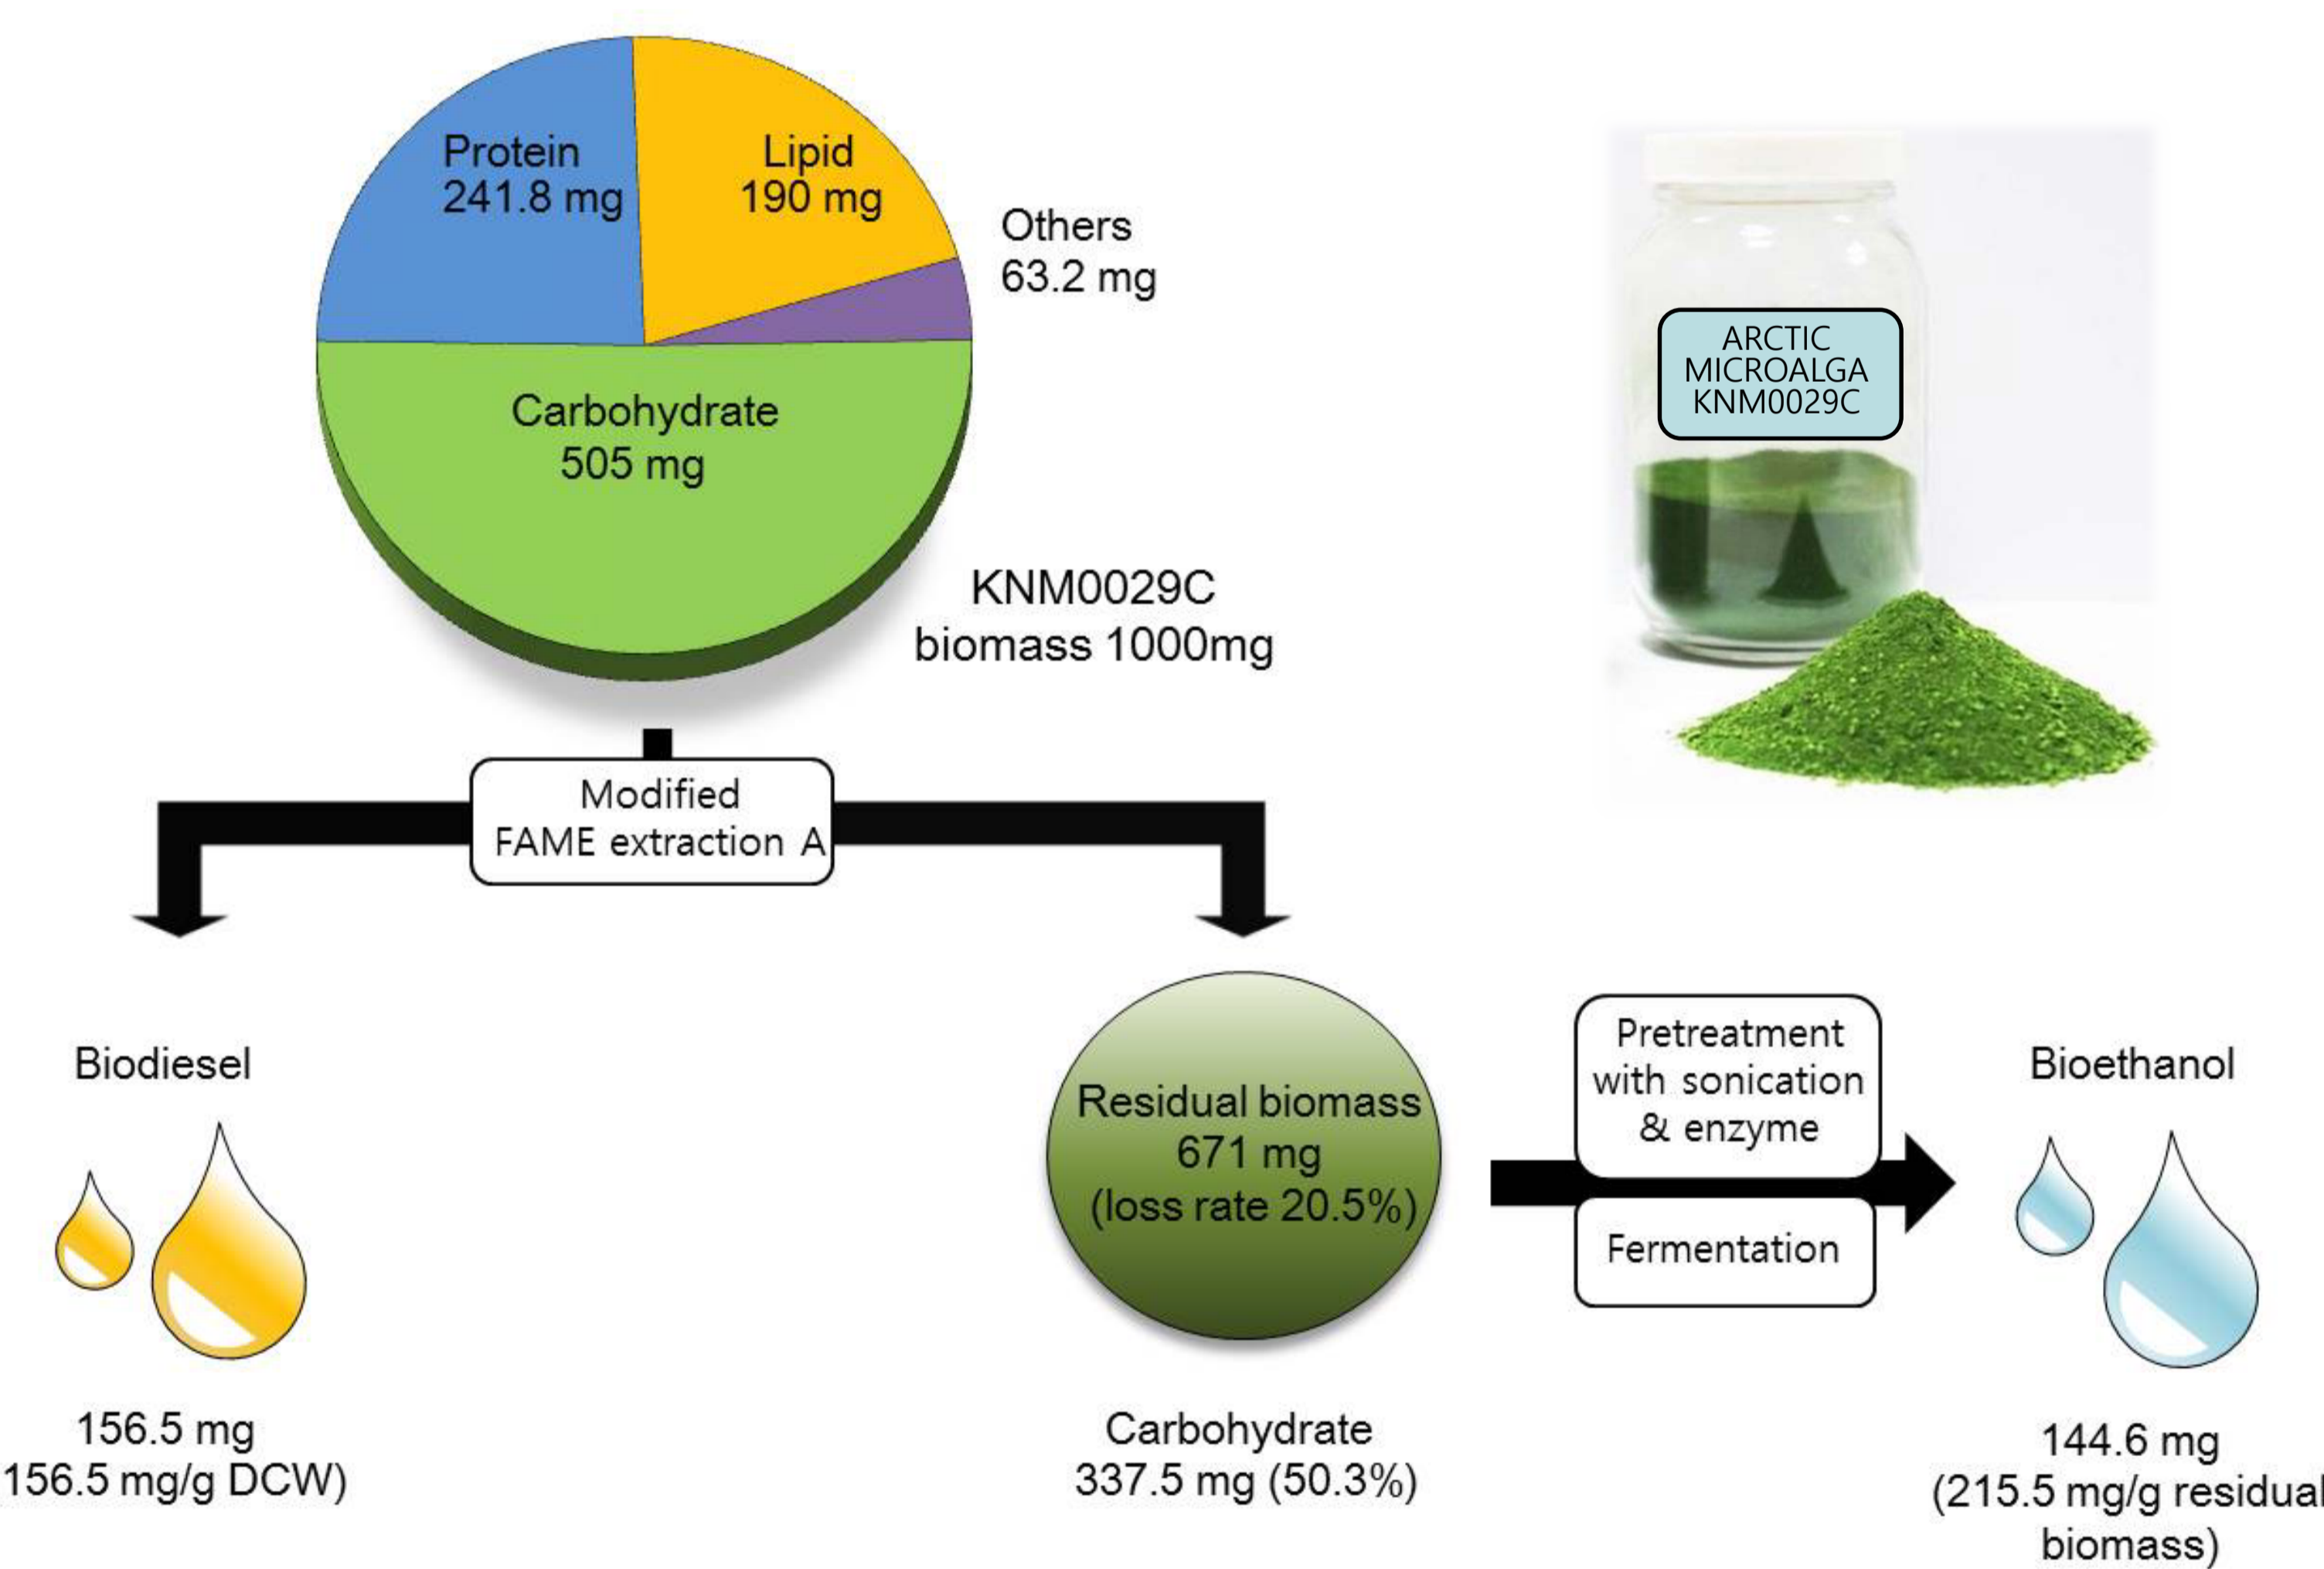 Protein
241.8 mg
Lipid
190 mg
Others
63.2 mg
Carbohydrate
505 mg
KNM0029C
biomass 1000mg
ARCTIC
MICROALGA
KNM0029C
Modified
FAME extraction A
Biodiesel
156.5 mg
156.5 mg/g DCW)
Residual biomass
671 mg
(loss rate 20.5%)
Carbohydrate
337.5 mg (50.3%)
Pretreatment
with sonication
& enzyme
Fermentation
Bioethanol
144.6 mg
(215.5 mg/g residual
biomass)